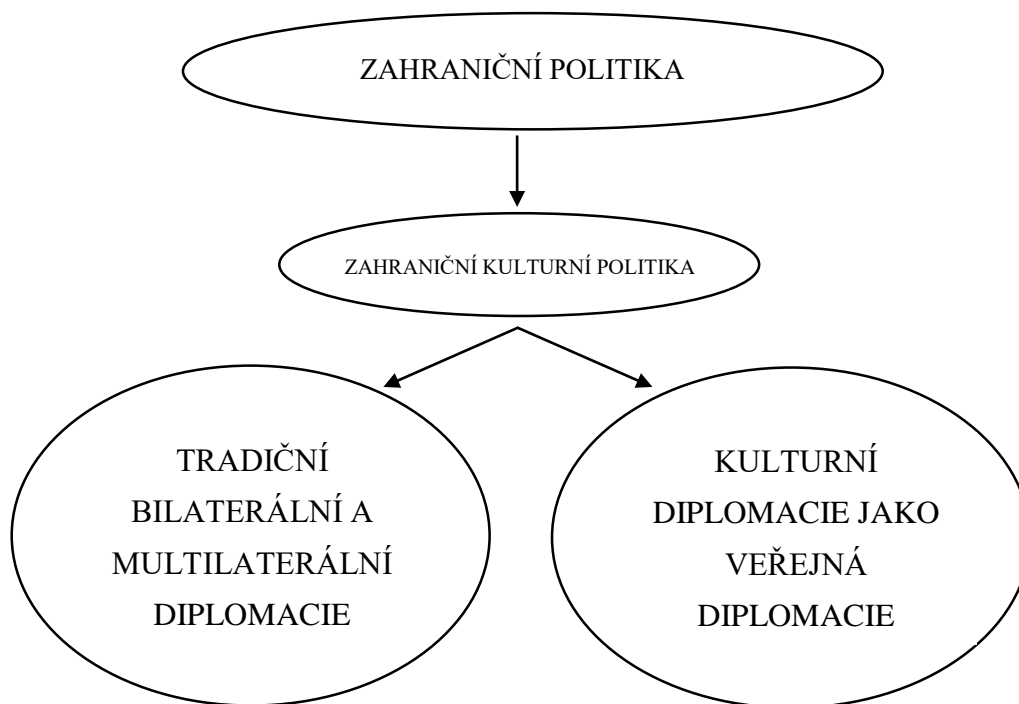 ZAHRANIČNÍ POLITIKA
ZAHRANIČNÍ KULTURNÍ POLITIKA
TRADIČNÍ
BILATERÁLNÍ A
MULTILATERÁLNÍ
DIPLOMACIE
KULTURNÍ
DIPLOMACIE JAKO
VEŘEJNÁ
DIPLOMACIE